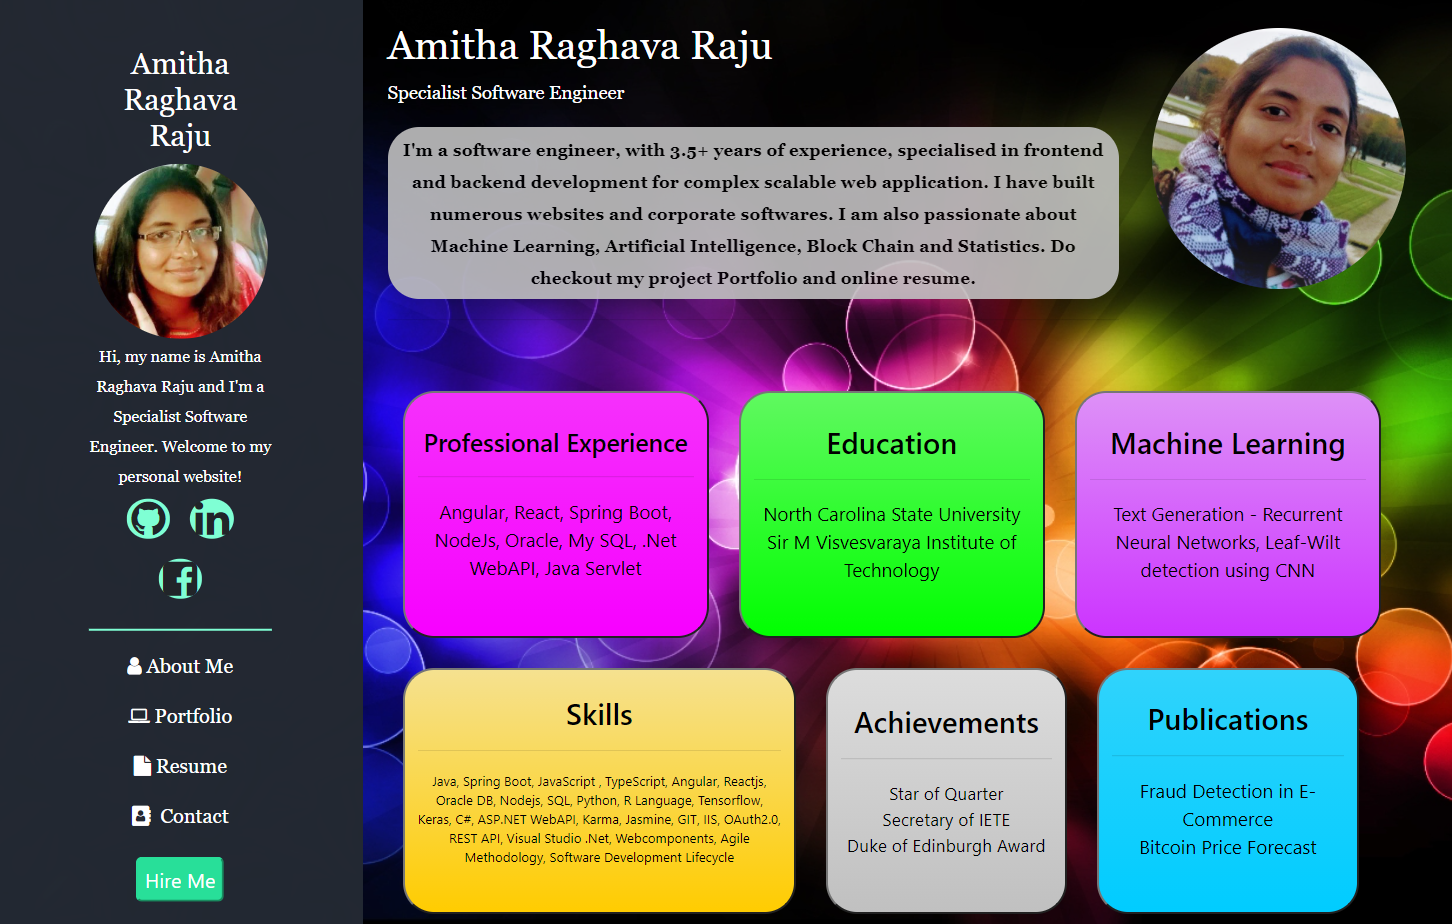 Amitha
Raghava
Raju
Hi, my name is Amitha
Raghava Raju and I'm a
Specialist Software
Engineer. Welcome to my
personal website!
in
f
About Me
Portfolio
Resume
Contact
Hire Me
Amitha Raghava Raju
Specialist Software Engineer
I'm a software engineer, with 3.5+ years of experience, specialised in frontend
and backend development for complex scalable web application. I have built
numerous websites and corporate softwares. I am also passionate about
Machine Learning, Artificial Intelligence, Block Chain and Statistics. Do
checkout my project Portfolio and online resume.
Professional Experience
Angular, React, Spring Boot,
NodeJs, Oracle, My SQL, .Net
WebAPI, Java Servlet
Education
North Carolina State University
Sir M Visvesvaraya Institute of
Technology
Machine Learning
Text Generation - Recurrent
Neural Networks, Leaf-Wilt
detection using CNN
Skills
Java, Spring Boot, JavaScript , TypeScript, Angular, Reactjs,
Oracle DB, Nodejs, SQL, Python, R Language, Tensorflow,
Keras, C#, ASP.NET WebAPI, Karma, Jasmine, GIT, IIS, OAuth2.0,
REST API, Visual Studio .Net, Webcomponents, Agile
Methodology, Software Development Lifecycle
Achievements
Star of Quarter
Secretary of IETE
Duke of Edinburgh Award
Publications
Fraud Detection in E-
Commerce
Bitcoin Price Forecast